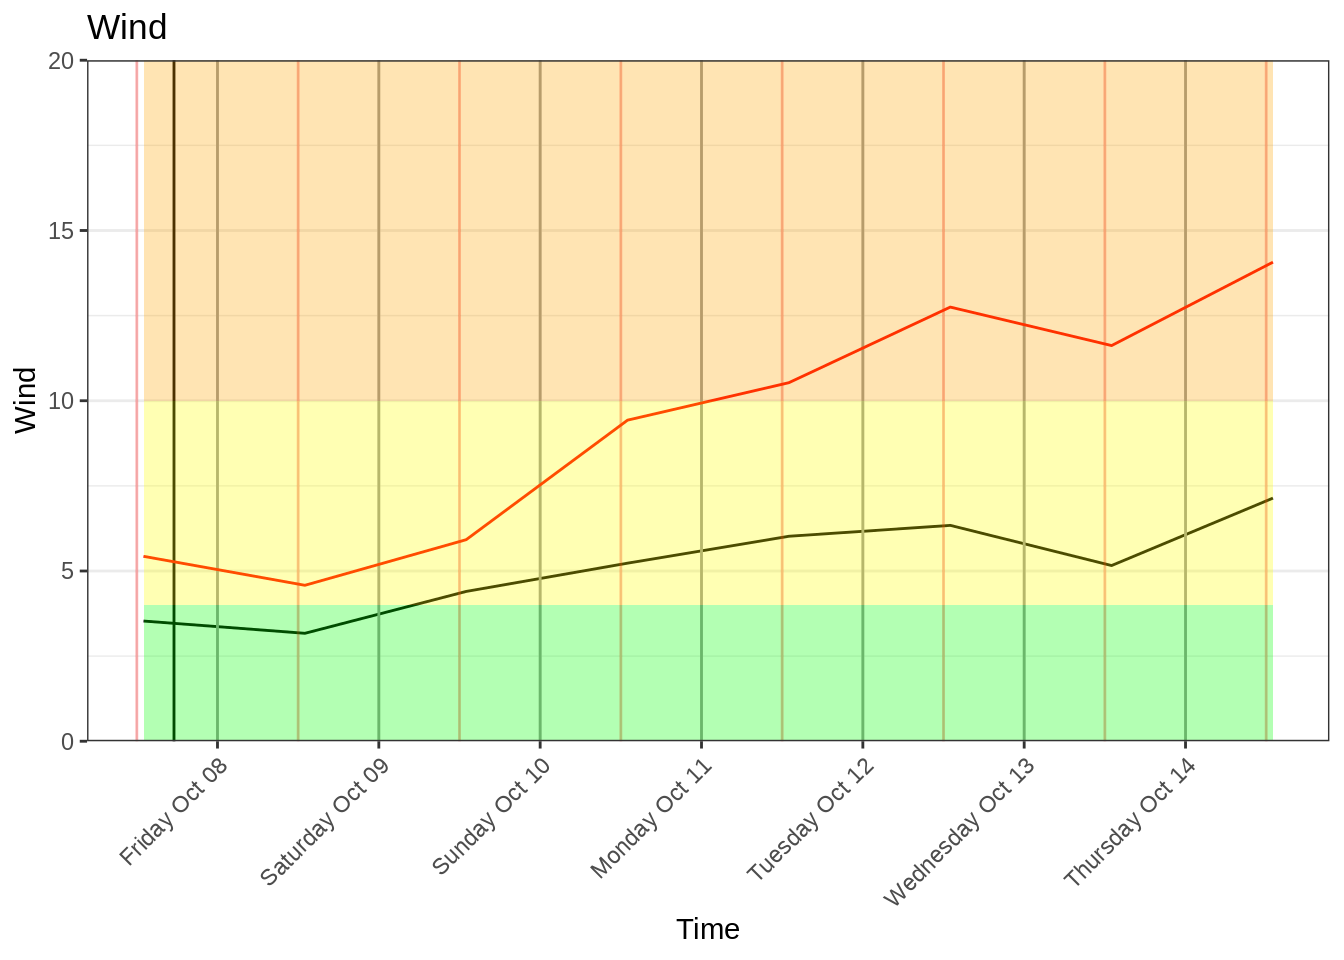 Wind
20
15
10
5
0
Wind
Friday Oct 08
Saturday Oct 09
Sunday Oct 10
Monday Oct 11
Tuesday Oct 12
Wednesday Oct 13
Thursday Oct 14
Time